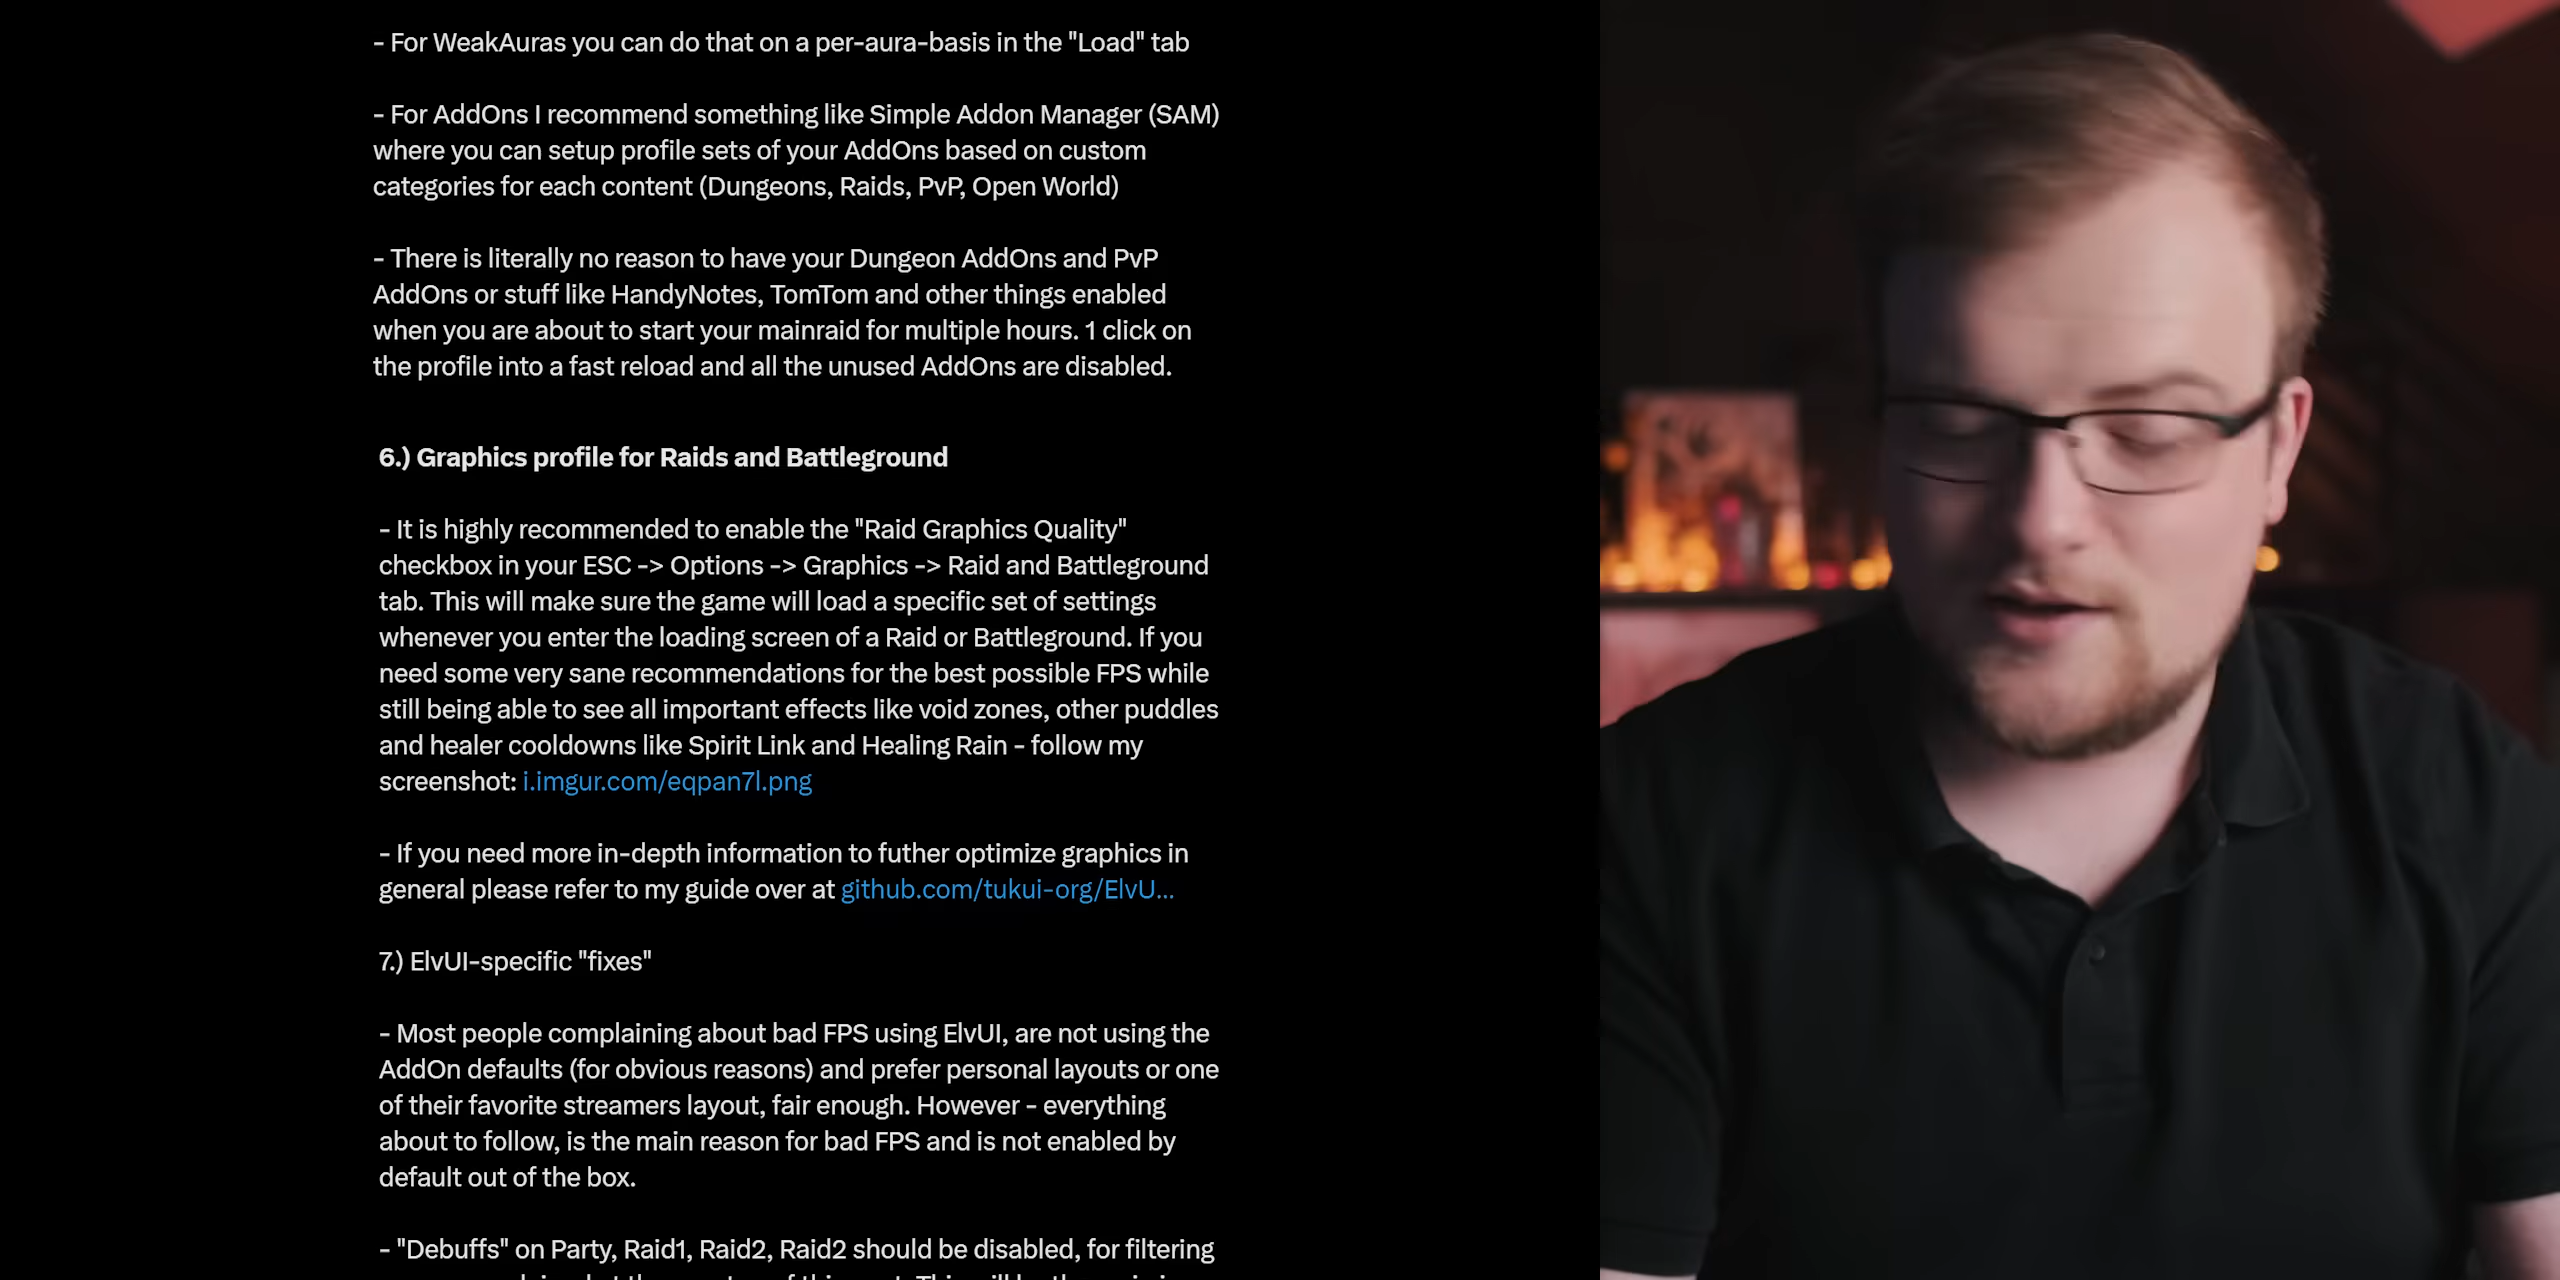 - For WeakAuras you can do that on a per-aura-basis in the "Load" tab
- For AddOns I recommend something like Simple Addon Manager (SAM)
where you can setup profile sets of your AddOns based on custom
categories for each content (Dungeons, Raids, PvP, Open World)
- There is literally no reason to have your Dungeon AddOns and PvP
AddOns or stuff like HandyNotes, TomTom and other things enabled
when you are about to start your mainraid for multiple hours. 1 click on
the profile into a fast reload and all the unused AddOns are disabled.
6.) Graphics profile for Raids and Battleground
- It is highly recommended to enable the "Raid Graphics Quality"
checkbox in your ESC -> Options -> Graphics -> Raid and Battleground
tab. This will make sure the game will load a specific set of settings
whenever you enter the loading screen of a Raid or Battleground. If you
need some very sane recommendations for the best possible FPS while
still being able to see all important effects like void zones, other puddles
and healer cooldowns like Spirit Link and Healing Rain - follow my
screenshot: i.imgur.com/eqpan7l.png
- If you need more in-depth information to futher optimize graphics in
general please refer to my guide over at github.com/tukui-org/ElvU...
7.) ElvUI-specific "fixes"
- Most people complaining about bad FPS using ElvUI, are not using the
AddOn defaults (for obvious reasons) and prefer personal layouts or one
of their favorite streamers layout, fair enough. However - everything
about to follow, is the main reason for bad FPS and is not enabled by
default out of the box.
- "Debuffs" on Party, Raid1, Raid2, Raid2 should be disabled, for filtering